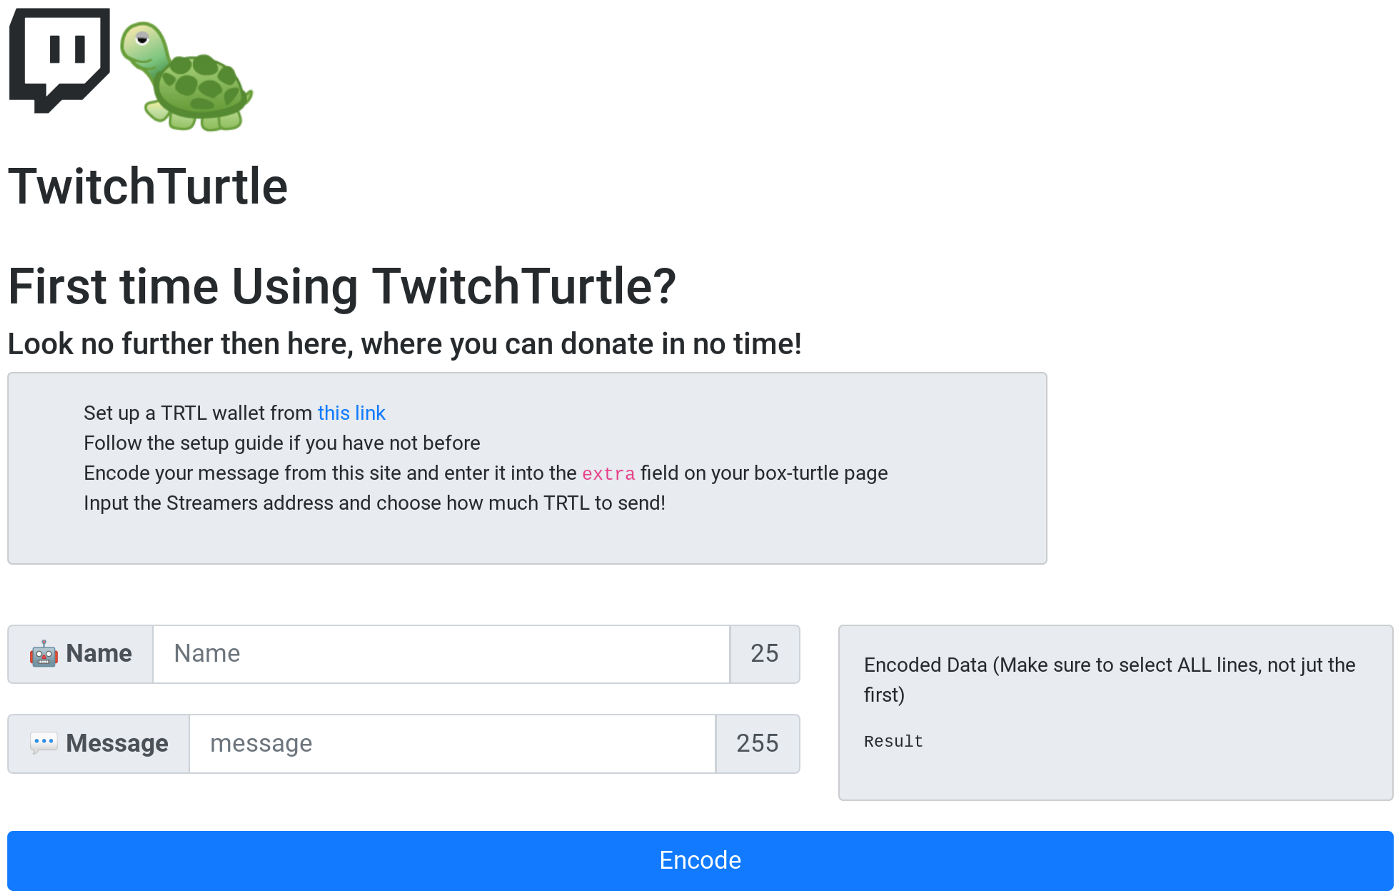 TwitchTurtle
First time Using TwitchTurtle?
Look no further then here, where you can donate in no time!
Set up a TRTL wallet from this link
Follow the setup guide if you have not before
Encode your message from this site and enter it into the extra field on your box-turtle page
Input the Streamers address and choose how much TRTL to send!
Name Name 25
Message message 255
Encoded Data (Make sure to select ALL lines, not jut the
first)
Result
Encode